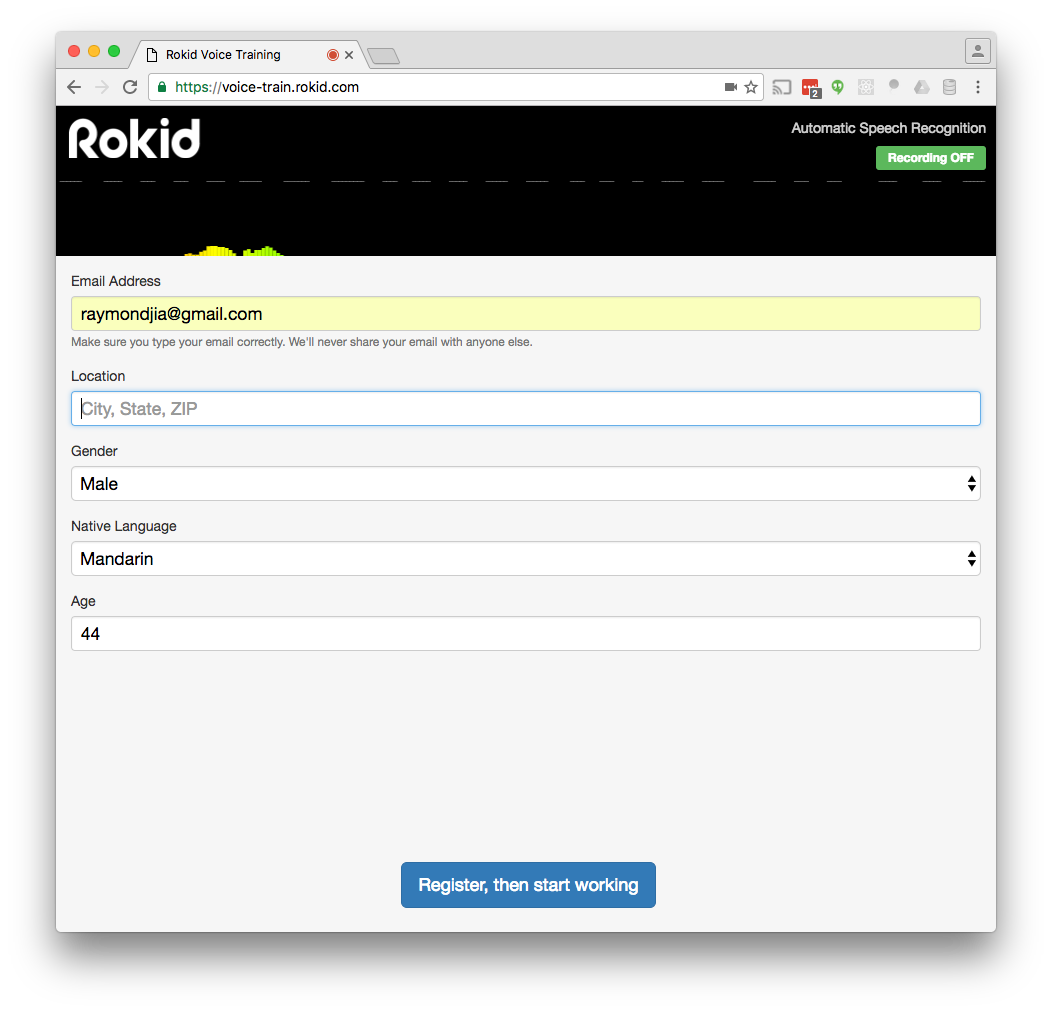 Rokid Voice Training
https://voice-train.rokid.com
2
Rokid
Automatic Speech Recognition
Recording OFF
Email Address
raymondjia@gmail.com
Make sure you type your email correctly. We'll never share your email with anyone else.
Location
City, State, ZIP
Gender
Male
Native Language
Mandarin
Age
44
Register, then start working